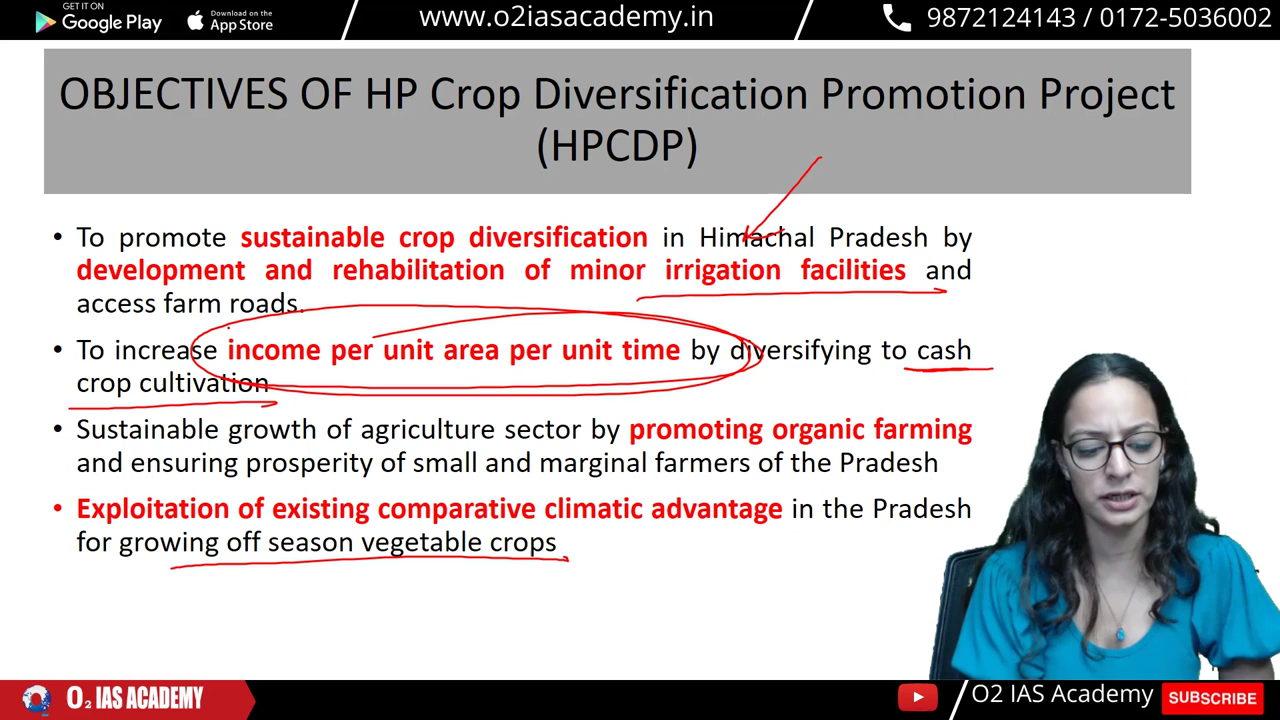 GET IT ON
Google Play
Download on the
App Store
www.o2iasacademy.in
9872124143 / 0172-5036002
OBJECTIVES OF HP Crop Diversification Promotion Project
(HPCDP)
• To promote sustainable crop diversification in Himachal Pradesh by
development and rehabilitation of minor irrigation facilities and
access farm roads.
• To increase income per unit area per unit time by diversifying to cash
crop cultivation
• Sustainable growth of agriculture sector by promoting organic farming
and ensuring prosperity of small and marginal farmers of the Pradesh
• Exploitation of existing comparative climatic advantage in the Pradesh
for growing off season vegetable crops
O2 IAS ACADEMY
O2 IAS Academy
SUBSCRIBE